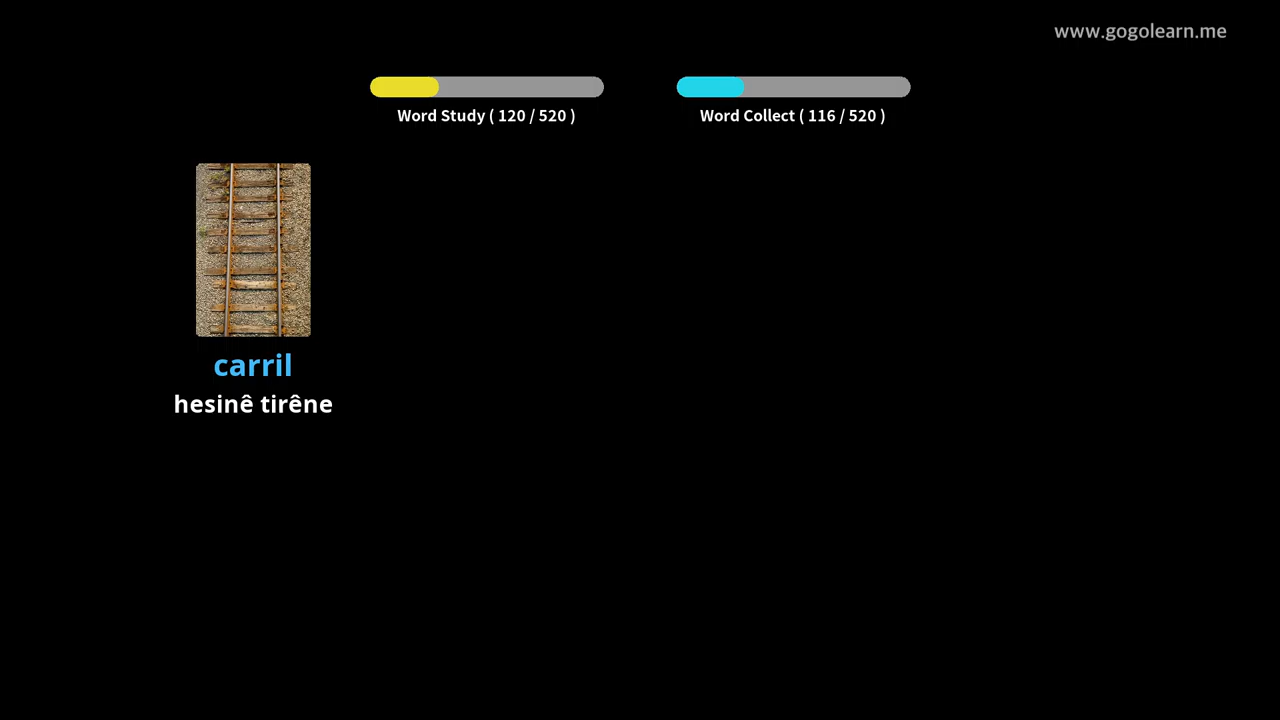 www.gogolearn.me
Word Study ( 120 / 520 )
Word Collect ( 116 / 520 )
carril
hesinê tirêne